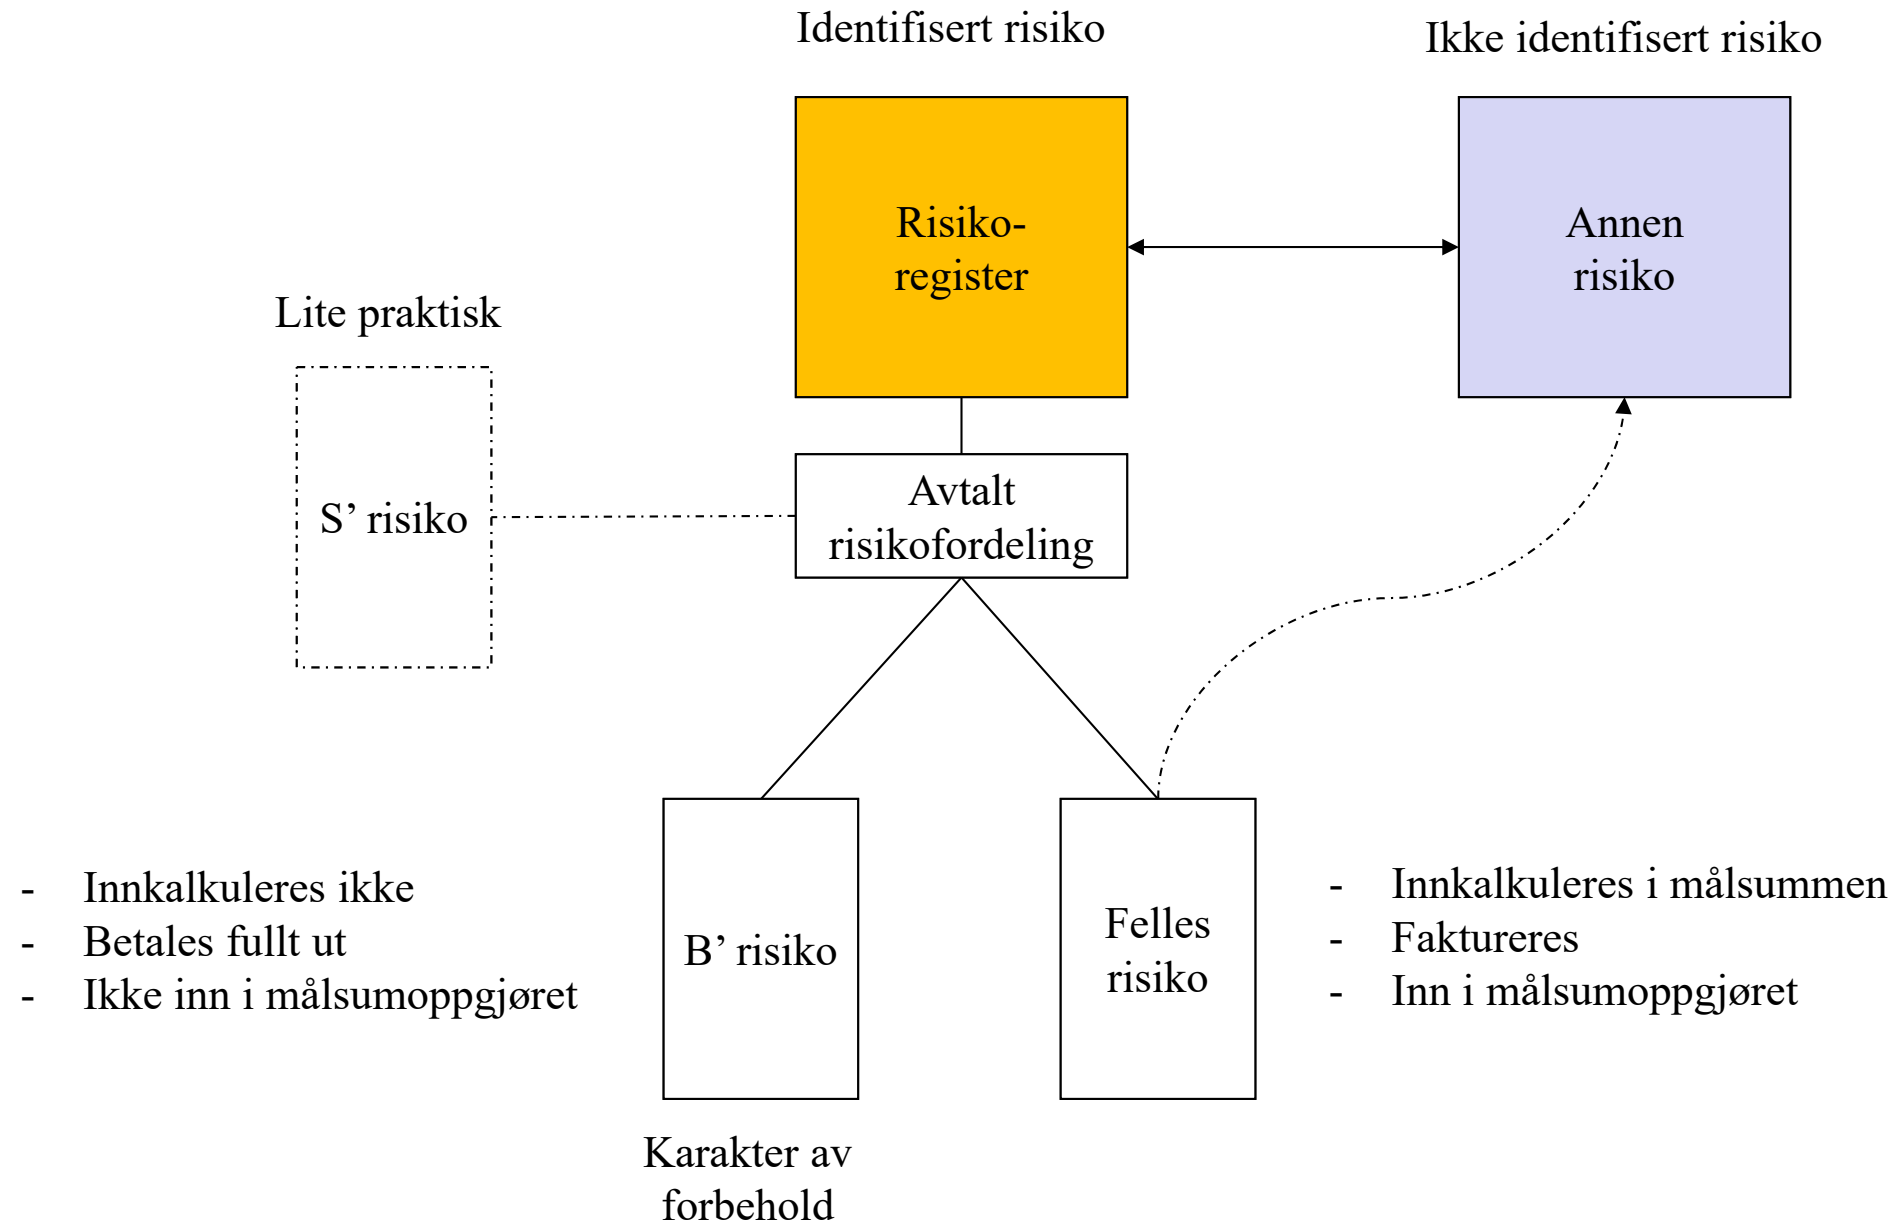 Identifisert risiko
Ikke identifisert risiko
Risiko-
register
Annen
risiko
Lite praktisk
S’ risiko
Avtalt
risikofordeling
- Innkalkuleres ikke
- Betales fullt ut
- Ikke inn i målsumoppgjøret
B’ risiko
Felles
risiko
- Innkalkuleres i målsummen
- Faktureres
- Inn i målsumoppgjøret
Karakter av
forbehold